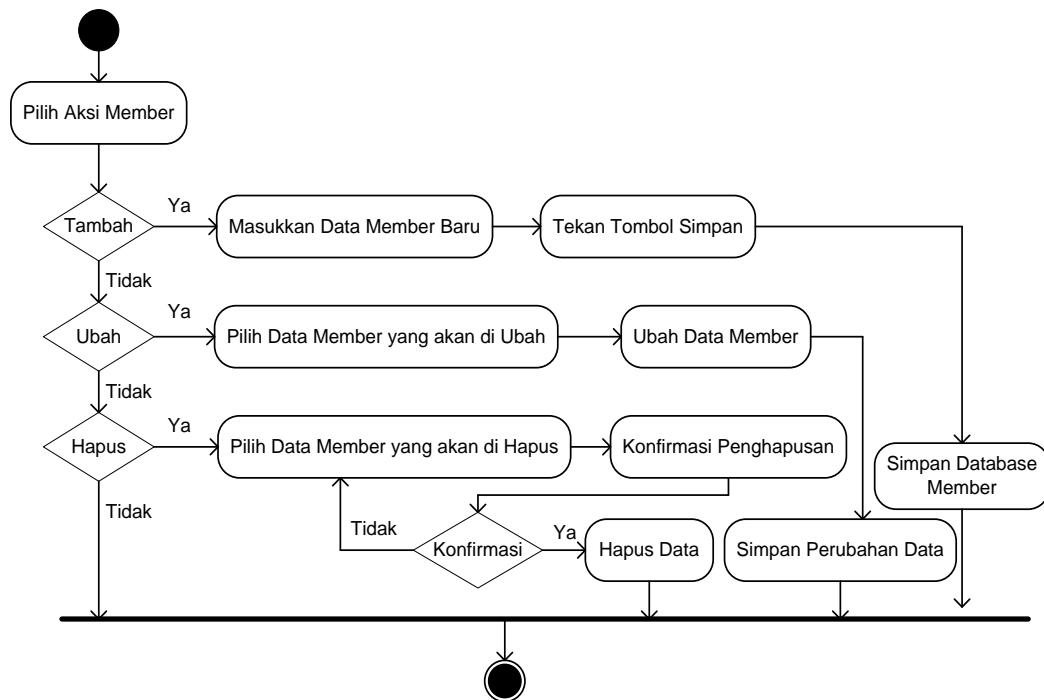 Pilih Aksi Member
Tambah
Ya
Masukkan Data Member Baru
Tekan Tombol Simpan
Tidak
Ubah
Ya
Pilih Data Member yang akan di Ubah
Ubah Data Member
Tidak
Hapus
Ya
Pilih Data Member yang akan di Hapus
Konfirmasi Penghapusan
Simpan Database
Member
Tidak
Tidak
Konfirmasi
Ya
Hapus Data
Simpan Perubahan Data